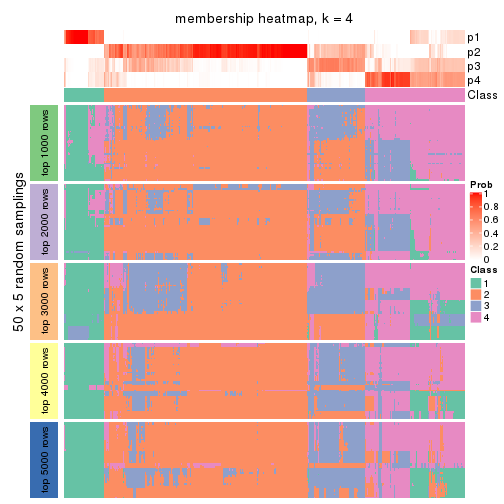 membership heatmap, k = 4
p1
p2
p3
p4
Class
50 x 5 random samplings
top 1000 rows
top 2000 rows
top 3000 rows
top 4000 rows
top 5000 rows
Prob
1
0.8
0.6
0.4
0.2
0
Class
1
2
3
4